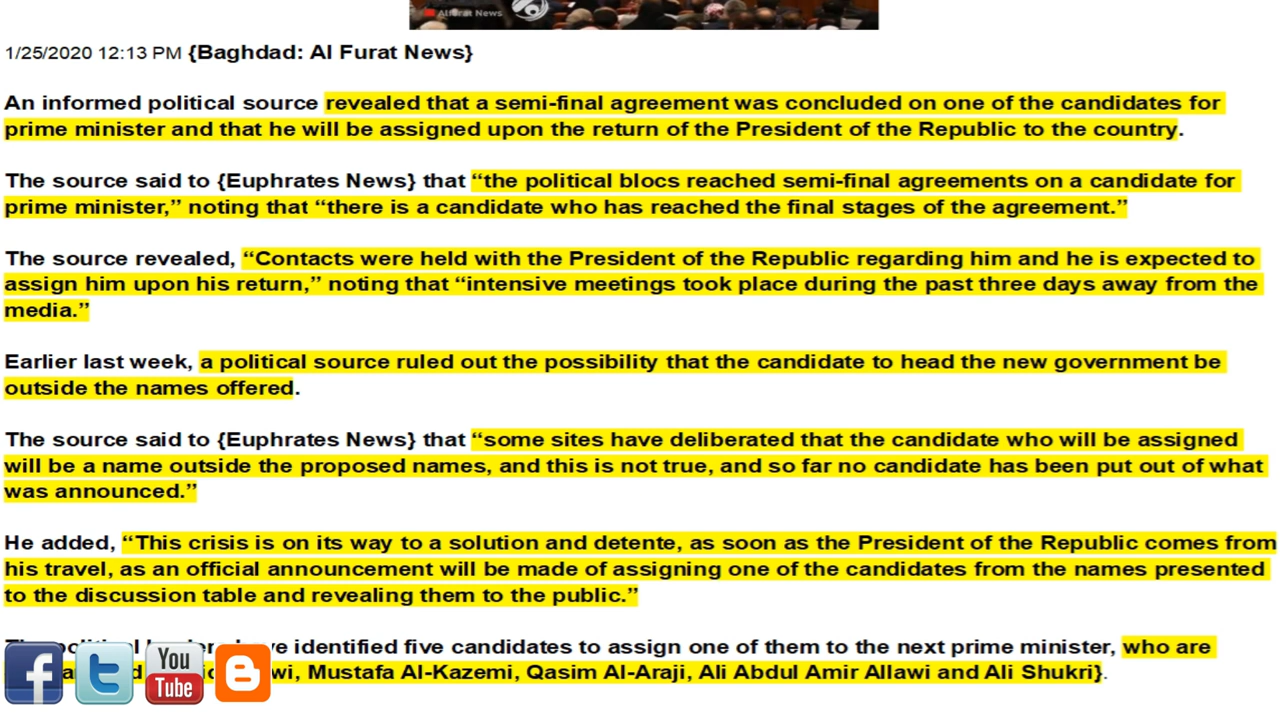 Alfurat News
1/25/2020 12:13 PM {Baghdad: Al Furat News}
An informed political source revealed that a semi-final agreement was concluded on one of the candidates for
prime minister and that he will be assigned upon the return of the President of the Republic to the country.
The source said to {Euphrates News} that “the political blocs reached semi-final agreements on a candidate for
prime minister,” noting that “there is a candidate who has reached the final stages of the agreement.”
The source revealed, “Contacts were held with the President of the Republic regarding him and he is expected to
assign him upon his return,” noting that “intensive meetings took place during the past three days away from the
media.”
Earlier last week, a political source ruled out the possibility that the candidate to head the new government be
outside the names offered.
The source said to {Euphrates News} that “some sites have deliberated that the candidate who will be assigned
will be a name outside the proposed names, and this is not true, and so far no candidate has been put out of what
was announced.”
He added, “This crisis is on its way to a solution and detente, as soon as the President of the Republic comes from
his travel, as an official announcement will be made of assigning one of the candidates from the names presented
to the discussion table and revealing them to the public.”
identified five candidates to assign one of them to the next prime minister, who are
Mustafa Al-Kazemi, Qasim Al-Araji, Ali Abdul Amir Allawi and Ali Shukri}.
You
Tube